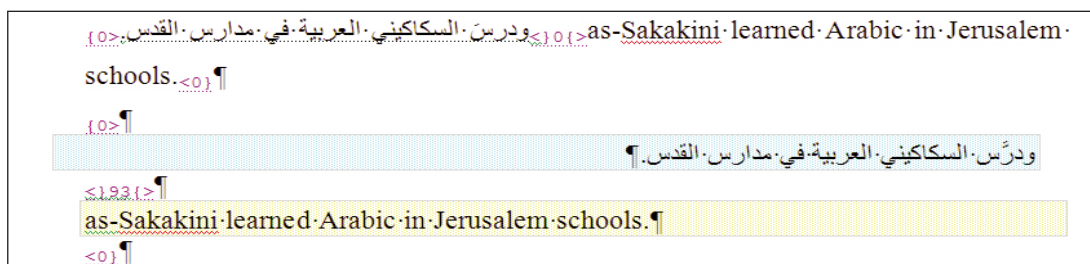 {0>ودرسَ السكاكيني العربية في مدارس القدس.<}0{>as-Sakakini learned Arabic in Jerusalem
schools.<0}¶
{0>¶
ودرَّس السكاكيني العربية في مدارس القدس.¶
<}93{>¶
as-Sakakini learned Arabic in Jerusalem schools.¶
<0}¶